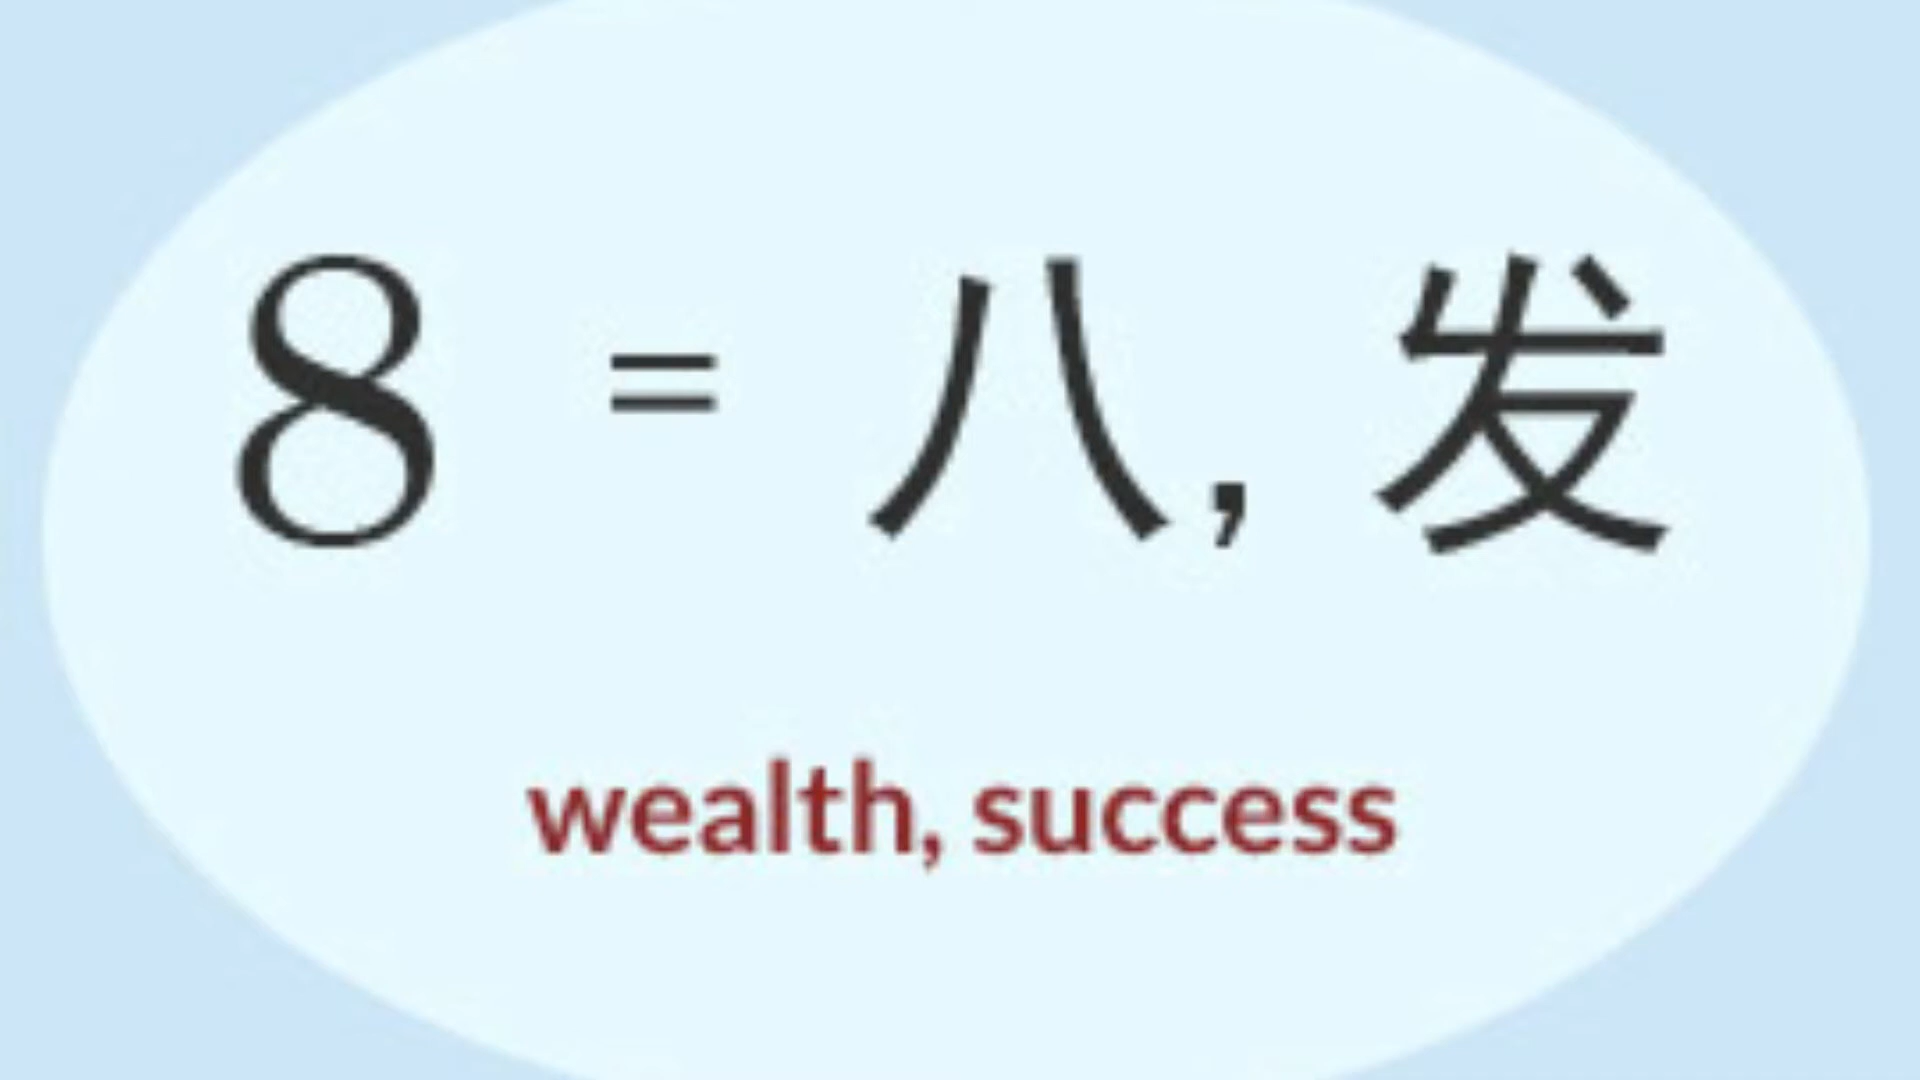 8 = 八, 发
wealth, success